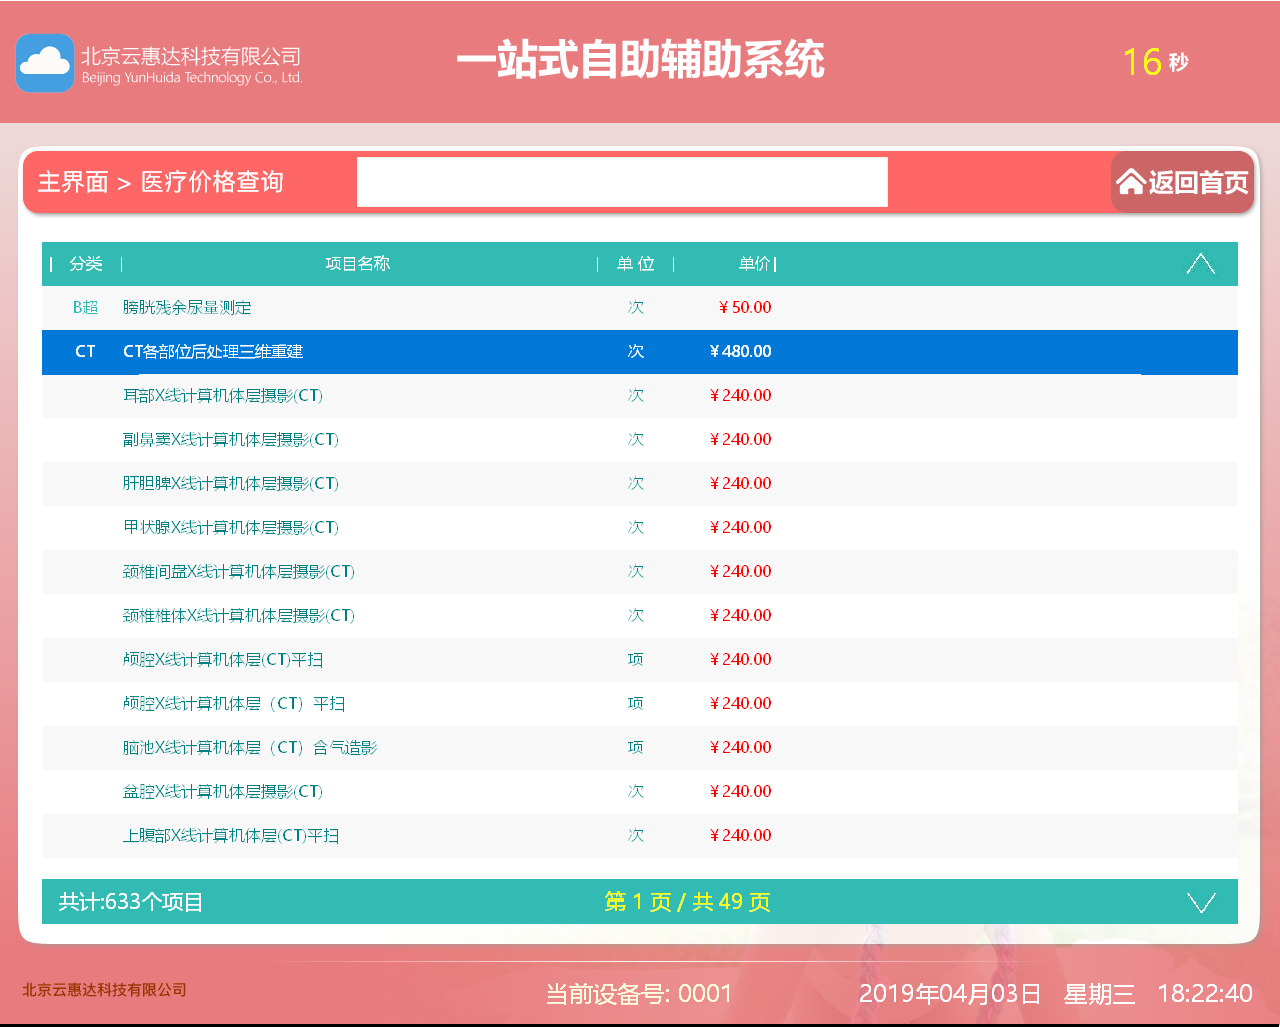 北京云惠达科技有限公司
Beijing YunHuida Technology Co., Ltd.
一站式自助辅助系统
16 秒
主界面 > 医疗价格查询
返回首页
分类 项目名称 单 位 单价
B超 膀胱残余尿量测定 次 ¥ 50.00
CT CT各部位后处理三维重建 次 ¥ 480.00
耳部X线计算机体层摄影(CT) 次 ¥ 240.00
副鼻窦X线计算机体层摄影(CT) 次 ¥ 240.00
肝胆脾X线计算机体层摄影(CT) 次 ¥ 240.00
甲状腺X线计算机体层摄影(CT) 次 ¥ 240.00
颈椎间盘X线计算机体层摄影(CT) 次 ¥ 240.00
颈椎椎体X线计算机体层摄影(CT) 次 ¥ 240.00
颅腔X线计算机体层(CT)平扫 项 ¥ 240.00
颅腔X线计算机体层（CT）平扫 项 ¥ 240.00
脑池X线计算机体层（CT）含气造影 项 ¥ 240.00
盆腔X线计算机体层摄影(CT) 次 ¥ 240.00
上腹部X线计算机体层(CT)平扫 次 ¥ 240.00
共计:633个项目 第 1 页 / 共 49 页
北京云惠达科技有限公司 当前设备号: 0001 2019年04月03日 星期三 18:22:40